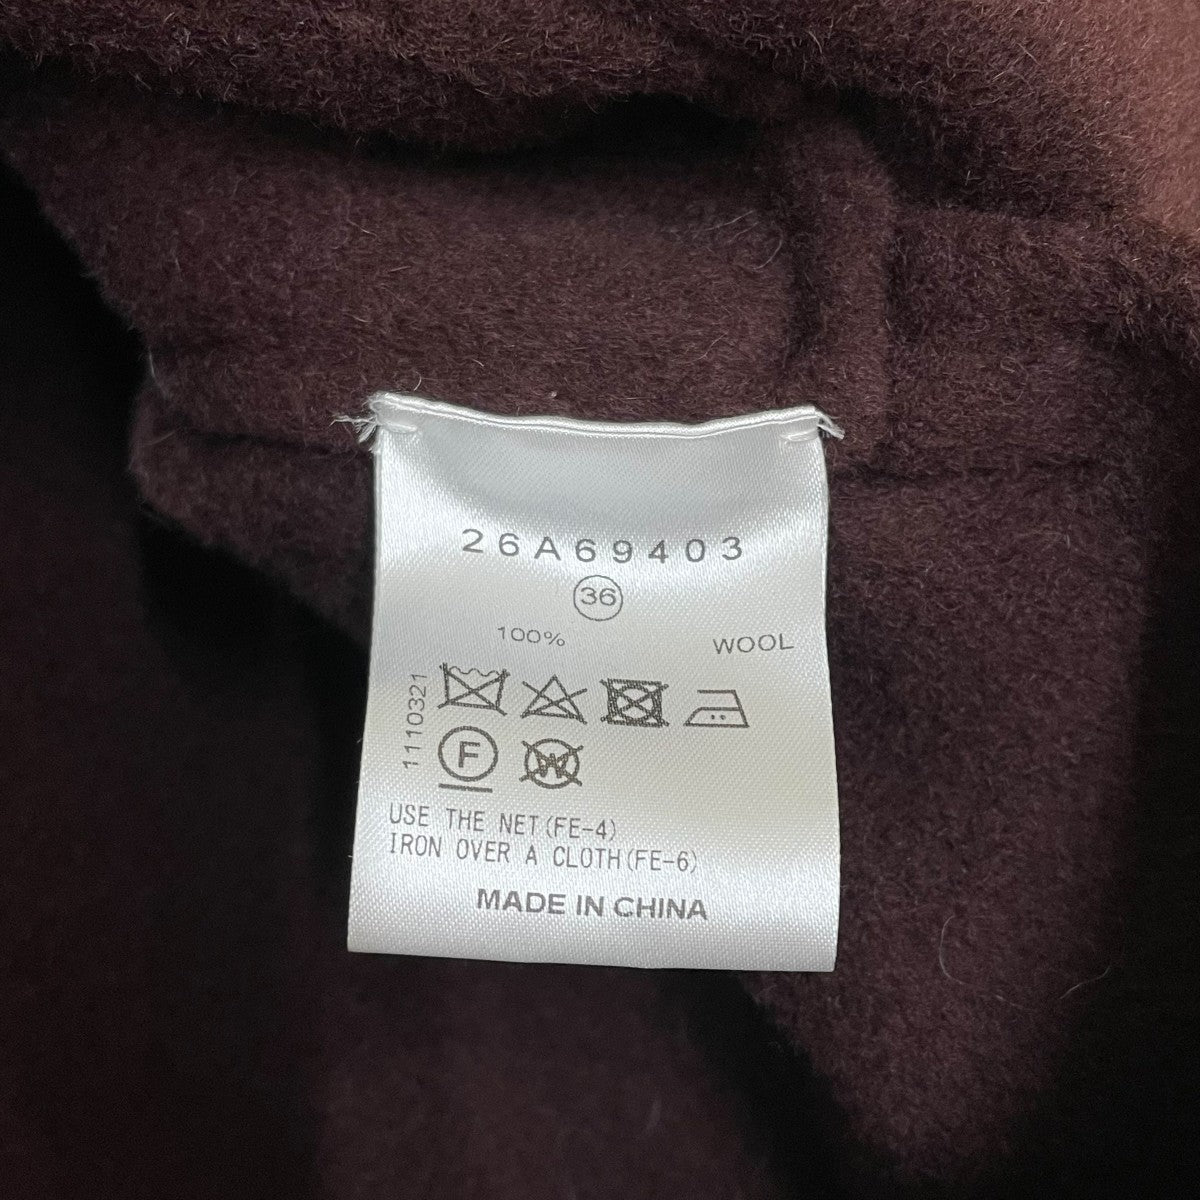 26A69403
36
100% WOOL
1110321
F
W
USE THE NET(FE-4)
IRON OVER A CLOTH(FE-6)
MADE IN CHINA